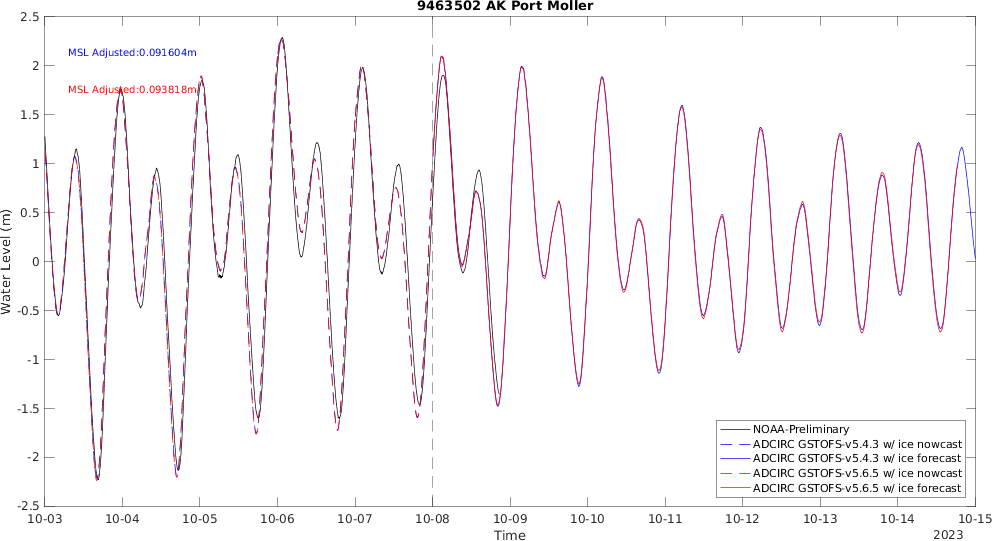 9463502 AK Port Moller
MSL Adjusted:0.091604m
MSL Adjusted:0.093818m
Water Level (m)
2.5
2
1.5
1
0.5
0
-0.5
-1
-1.5
-2
-2.5
NOAA-Preliminary
ADCIRC GSTOFS-v5.4.3 w/ ice nowcast
ADCIRC GSTOFS-v5.4.3 w/ ice forecast
ADCIRC GSTOFS-v5.6.5 w/ ice nowcast
ADCIRC GSTOFS-v5.6.5 w/ ice forecast
10-03 10-04 10-05 10-06 10-07 10-08 10-09 10-10 10-11 10-12 10-13 10-14 10-15
Time
2023